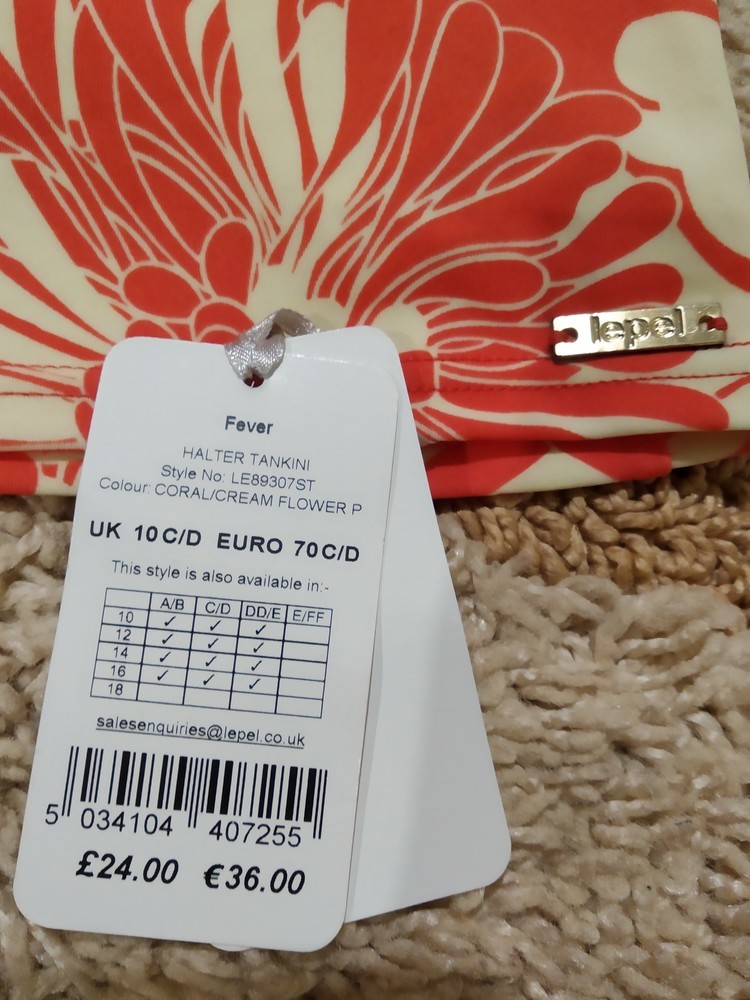 lepel
Fever
HALTER TANKINI
Style No: LE89307ST
Colour: CORAL/CREAM FLOWER P
UK 10C/D EURO 70C/D
This style is also available in:-
A/B C/D DD/E E/FF
10 ✓ ✓ ✓
12 ✓ ✓ ✓
14 ✓ ✓ ✓
16 ✓ ✓ ✓
18
salesenquiries@lepel.co.uk
5 034104 407255
£24.00 €36.00